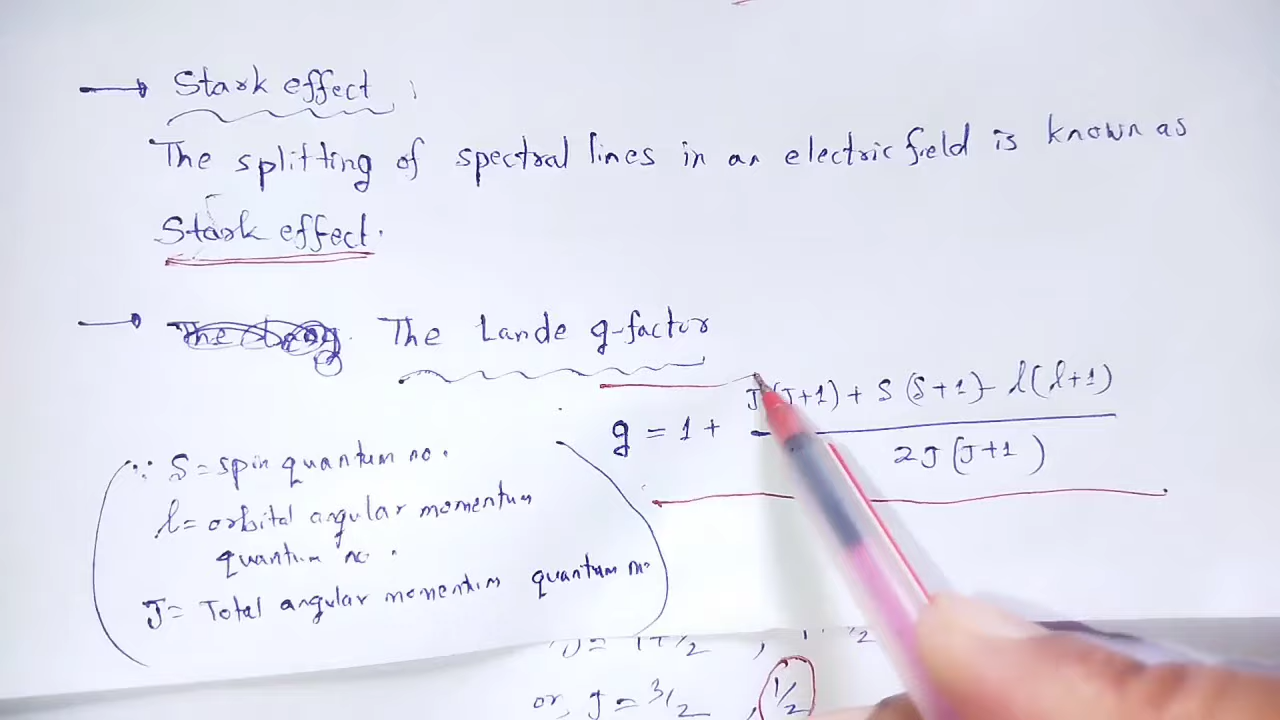 Stark effect :
The splitting of spectral lines in an electric field is known as
Stark effect.
The Lande g-factor
g = 1 + J(J+1) + S(S+1) - l(l+1) / 2J(J+1)
∵ S = spin quantum no.
l = orbital angular momentum
quantum no.
J = Total angular momentum quantum no.
or, J = 3/2 , 1/2